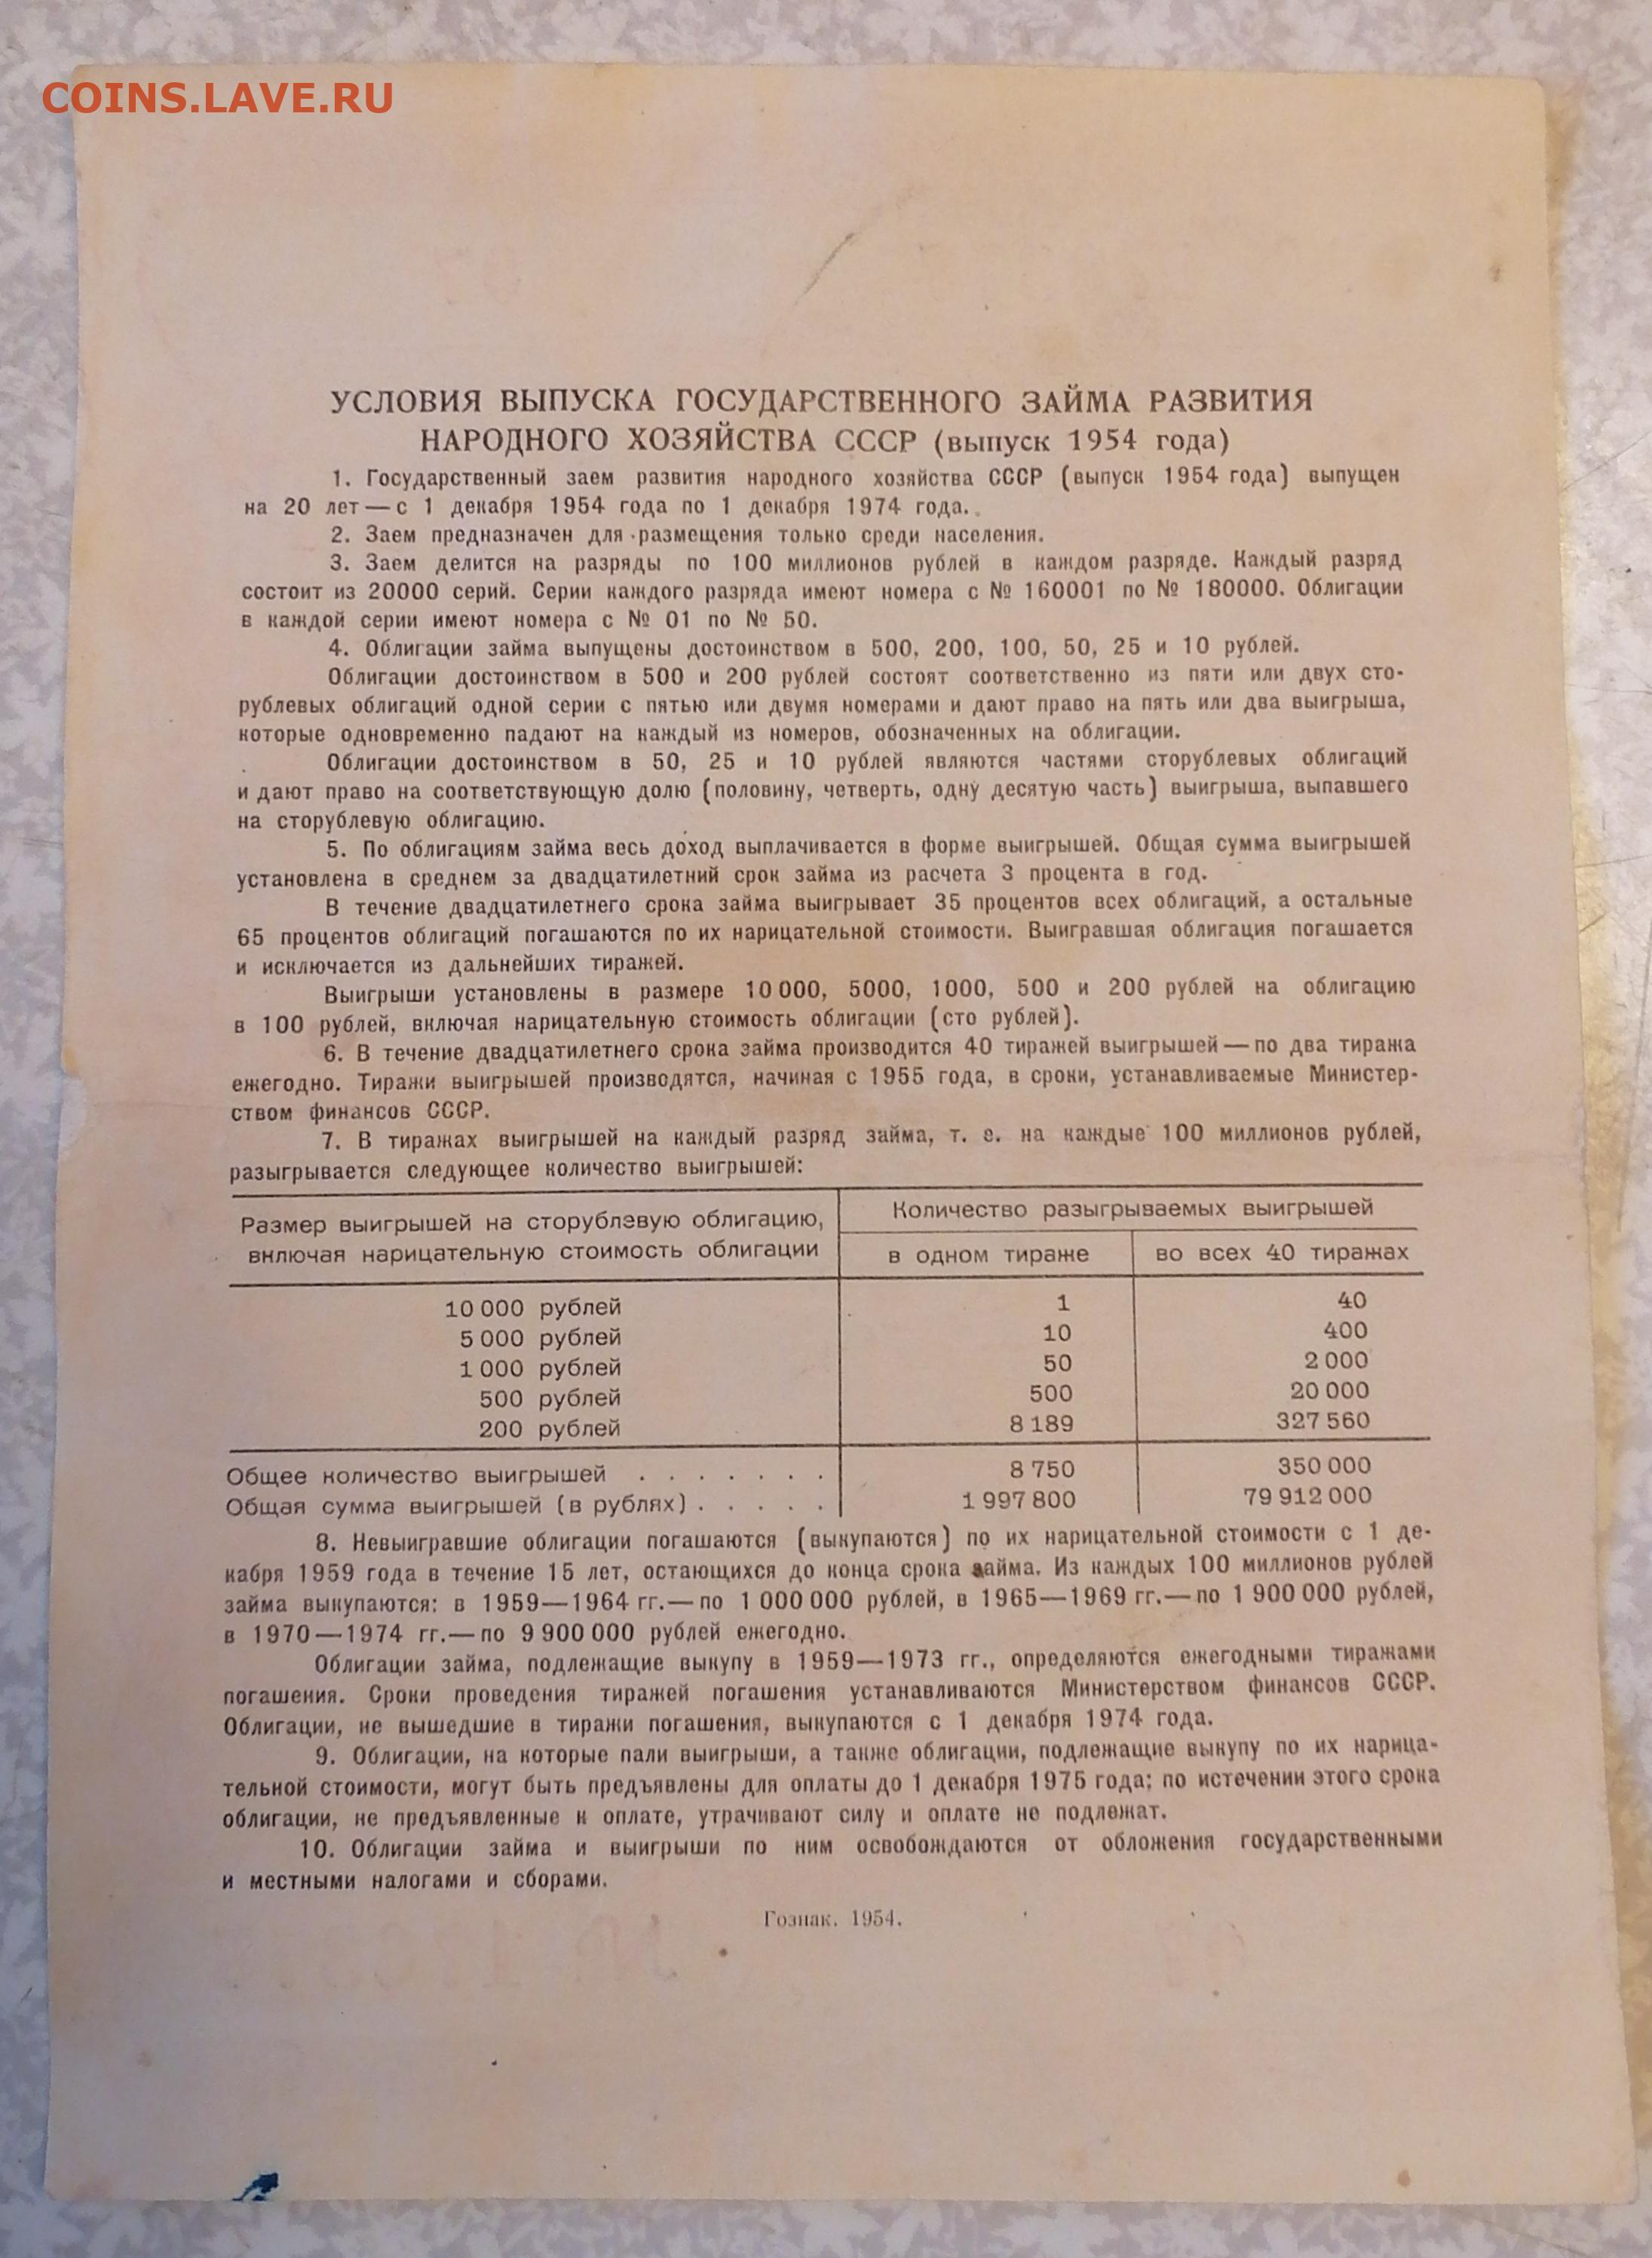 COINS.LAVE.RU
УСЛОВИЯ ВЫПУСКА ГОСУДАРСТВЕННОГО ЗАЙМА РАЗВИТИЯ
НАРОДНОГО ХОЗЯЙСТВА СССР (выпуск 1954 года)
1. Государственный заем развития народного хозяйства СССР (выпуск 1954 года) выпущен
на 20 лет — с 1 декабря 1954 года по 1 декабря 1974 года.
2. Заем предназначен для размещения только среди населения.
3. Заем делится на разряды по 100 миллионов рублей в каждом разряде. Каждый разряд
состоит из 20000 серий. Серии каждого разряда имеют номера с № 160001 по № 180000. Облигации
в каждой серии имеют номера с № 01 по № 50.
4. Облигации займа выпущены достоинством в 500, 200, 100, 50, 25 и 10 рублей.
Облигации достоинством в 500 и 200 рублей состоят соответственно из пяти или двух сто-
рублевых облигаций одной серии с пятью или двумя номерами и дают право на пять или два выигрыша,
которые одновременно падают на каждый из номеров, обозначенных на облигации.
Облигации достоинством в 50, 25 и 10 рублей являются частями сторублевых облигаций
и дают право на соответствующую долю (половину, четверть, одну десятую часть) выигрыша, выпавшего
на сторублевую облигацию.
5. По облигациям займа весь доход выплачивается в форме выигрышей. Общая сумма выигрышей
установлена в среднем за двадцатилетний срок займа из расчета 3 процента в год.
В течение двадцатилетнего срока займа выигрывает 35 процентов всех облигаций, а остальные
65 процентов облигаций погашаются по их нарицательной стоимости. Выигравшая облигация погашается
и исключается из дальнейших тиражей.
Выигрыши установлены в размере 10 000, 5000, 1000, 500 и 200 рублей на облигацию
в 100 рублей, включая нарицательную стоимость облигации (сто рублей).
6. В течение двадцатилетнего срока займа производится 40 тиражей выигрышей — по два тиража
ежегодно. Тиражи выигрышей производятся, начиная с 1955 года, в сроки, устанавливаемые Министер-
ством финансов СССР.
7. В тиражах выигрышей на каждый разряд займа, т. е. на каждые 100 миллионов рублей,
разыгрывается следующее количество выигрышей:
Размер выигрышей на сторублевую облигацию, Количество разыгрываемых выигрышей
включая нарицательную стоимость облигации в одном тираже во всех 40 тиражах
10 000 рублей 1 40
5 000 рублей 10 400
1 000 рублей 50 2 000
500 рублей 500 20 000
200 рублей 8 189 327 560
Общее количество выигрышей . . . . . . . 8 750 350 000
Общая сумма выигрышей (в рублях) . . . . . 1 997 800 79 912 000
8. Невыигравшие облигации погашаются (выкупаются) по их нарицательной стоимости с 1 де-
кабря 1959 года в течение 15 лет, остающихся до конца срока займа. Из каждых 100 миллионов рублей
займа выкупаются: в 1959—1964 гг.—по 1 000 000 рублей, в 1965—1969 гг.—по 1 900 000 рублей,
в 1970—1974 гг.—по 9 900 000 рублей ежегодно.
Облигации займа, подлежащие выкупу в 1959—1973 гг., определяются ежегодными тиражами
погашения. Сроки проведения тиражей погашения устанавливаются Министерством финансов СССР.
Облигации, не вышедшие в тиражи погашения, выкупаются с 1 декабря 1974 года.
9. Облигации, на которые пали выигрыши, а также облигации, подлежащие выкупу по их нарица-
тельной стоимости, могут быть предъявлены для оплаты до 1 декабря 1975 года; по истечении этого срока
облигации, не предъявленные к оплате, утрачивают силу и оплате не подлежат.
10. Облигации займа и выигрыши по ним освобождаются от обложения государственными
и местными налогами и сборами.
Гознак. 1954.